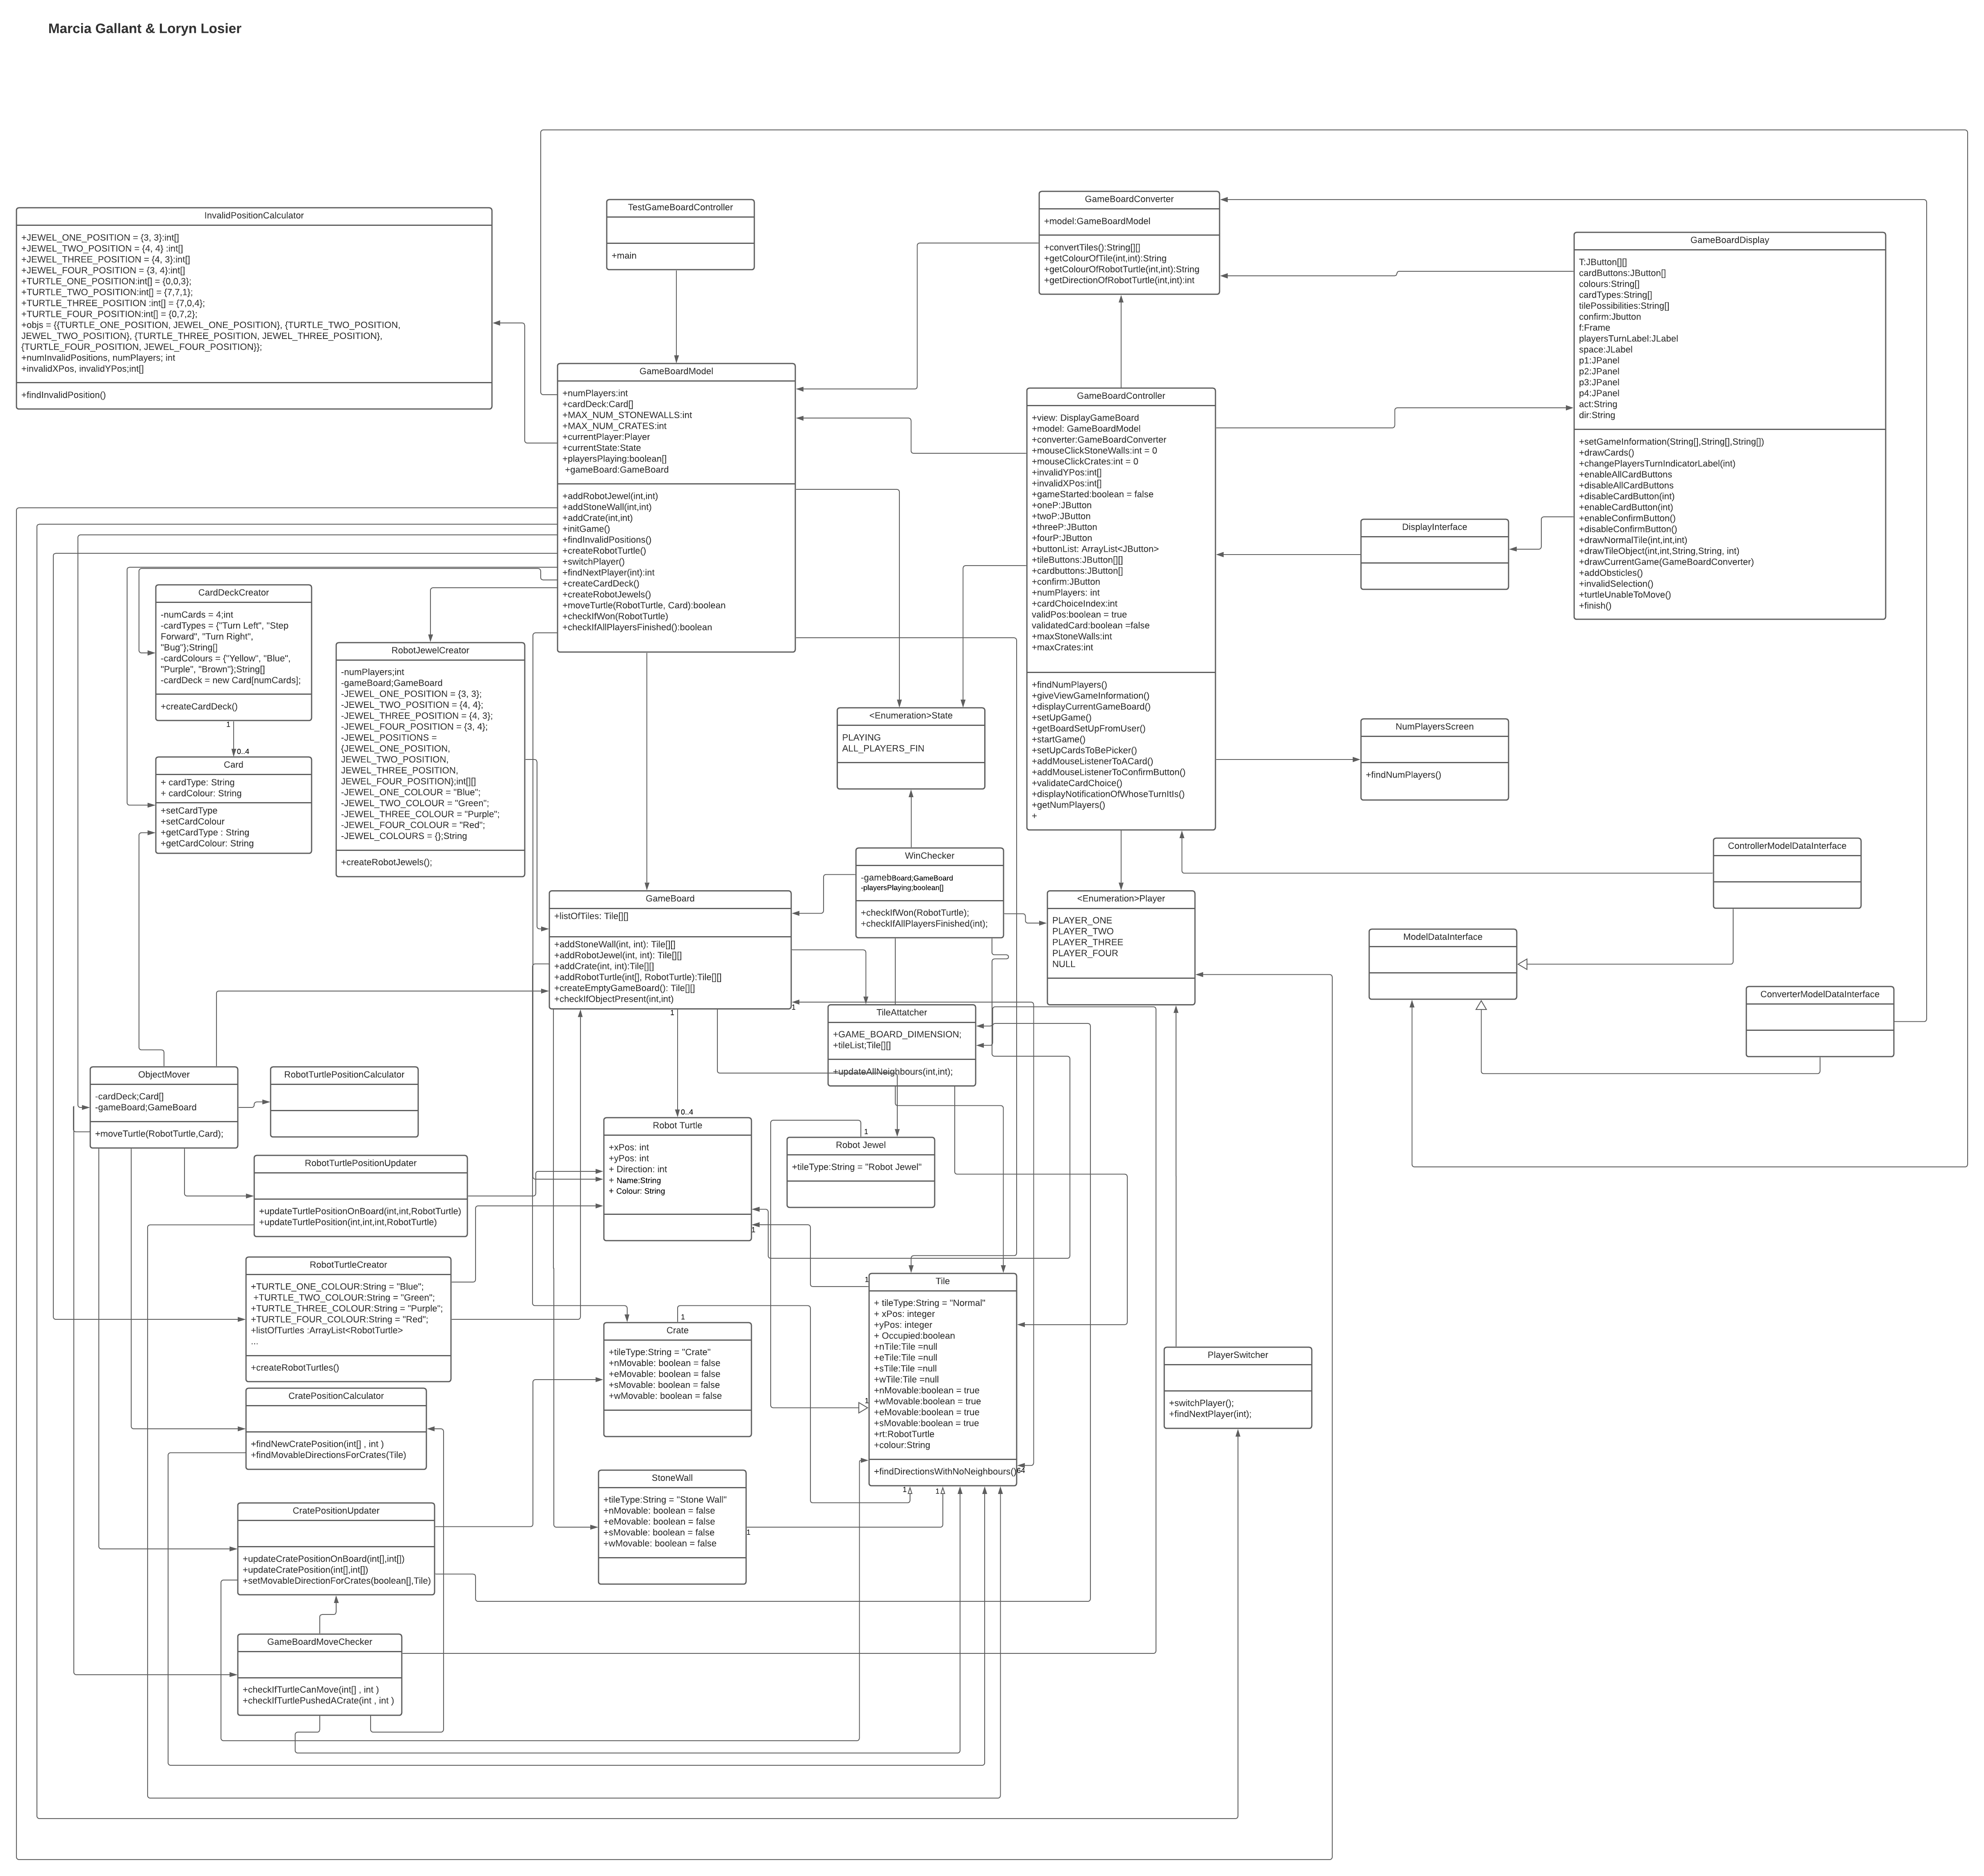 Marcia Gallant & Loryn Losier
InvalidPositionCalculator
+JEWEL_ONE_POSITION = {3, 3}:int[]
+JEWEL_TWO_POSITION = {4, 4} :int[]
+JEWEL_THREE_POSITION = {4, 3}:int[]
+JEWEL_FOUR_POSITION = {3, 4}:int[]
+TURTLE_ONE_POSITION:int[] = {0,0,3};
+TURTLE_TWO_POSITION:int[] = {7,7,1};
+TURTLE_THREE_POSITION :int[] = {7,0,4};
+TURTLE_FOUR_POSITION:int[] = {0,7,2};
+objs = {{TURTLE_ONE_POSITION, JEWEL_ONE_POSITION}, {TURTLE_TWO_POSITION,
JEWEL_TWO_POSITION}, {TURTLE_THREE_POSITION, JEWEL_THREE_POSITION},
{TURTLE_FOUR_POSITION, JEWEL_FOUR_POSITION}};
+numInvalidPositions, numPlayers; int
+invalidXPos, invalidYPos;int[]
+findInvalidPosition()
TestGameBoardController
+main
GameBoardConverter
+model:GameBoardModel
+convertTiles():String[][]
+getColourOfTile(int,int):String
+getColourOfRobotTurtle(int,int):String
+getDirectionOfRobotTurtle(int,int):int
GameBoardDisplay
T:JButton[][]
cardButtons:JButton[]
colours:String[]
cardTypes:String[]
tilePossibilities:String[]
confirm:Jbutton
f:Frame
playersTurnLabel:JLabel
space:JLabel
p1:JPanel
p2:JPanel
p3:JPanel
p4:JPanel
act:String
dir:String
+setGameInformation(String[],String[],String[])
+drawCards()
+changePlayersTurnIndicatorLabel(int)
+enableAllCardButtons
+disableAllCardButtons
+disableCardButton(int)
+enableCardButton(int)
+enableConfirmButton()
+disableConfirmButton()
+drawNormalTile(int,int,int)
+drawTileObject(int,int,String,String, int)
+drawCurrentGame(GameBoardConverter)
+addObsticles()
+invalidSelection()
+turtleUnableToMove()
+finish()
GameBoardModel
+numPlayers:int
+cardDeck:Card[]
+MAX_NUM_STONEWALLS:int
+MAX_NUM_CRATES:int
+currentPlayer:Player
+currentState:State
+playersPlaying:boolean[]
+gameBoard:GameBoard
+addRobotJewel(int,int)
+addStoneWall(int,int)
+addCrate(int,int)
+initGame()
+findInvalidPositions()
+createRobotTurtle()
+switchPlayer()
+findNextPlayer(int):int
+createCardDeck()
+createRobotJewels()
+moveTurtle(RobotTurtle, Card):boolean
+checkIfWon(RobotTurtle)
+checkIfAllPlayersFinished():boolean
GameBoardController
+view: DisplayGameBoard
+model: GameBoardModel
+converter:GameBoardConverter
+mouseClickStoneWalls:int = 0
+mouseClickCrates:int = 0
+invalidYPos:int[]
+invalidXPos:int[]
+gameStarted:boolean = false
+oneP:JButton
+twoP:JButton
+threeP:JButton
+fourP:JButton
+buttonList: ArrayList<JButton>
+tileButtons:JButton[][]
+cardbuttons:JButton[]
+confirm:JButton
+numPlayers: int
+cardChoiceIndex:int
validPos:boolean = true
validatedCard:boolean =false
+maxStoneWalls:int
+maxCrates:int
+findNumPlayers()
+giveViewGameInformation()
+displayCurrentGameBoard()
+setUpGame()
+getBoardSetUpFromUser()
+startGame()
+setUpCardsToBePicker()
+addMouseListenerToACard()
+addMouseListenerToConfirmButton()
+validateCardChoice()
+displayNotificationOfWhoseTurnItIs()
+getNumPlayers()
+
DisplayInterface
CardDeckCreator
-numCards = 4;int
-cardTypes = {"Turn Left", "Step
Forward", "Turn Right",
"Bug"};String[]
-cardColours = {"Yellow", "Blue",
"Purple", "Brown"};String[]
-cardDeck = new Card[numCards];
+createCardDeck()
1
0..4
Card
+ cardType: String
+ cardColour: String
+setCardType
+setCardColour
+getCardType : String
+getCardColour: String
RobotJewelCreator
-numPlayers;int
-gameBoard;GameBoard
-JEWEL_ONE_POSITION = {3, 3};
-JEWEL_TWO_POSITION = {4, 4};
-JEWEL_THREE_POSITION = {4, 3};
-JEWEL_FOUR_POSITION = {3, 4};
-JEWEL_POSITIONS =
{JEWEL_ONE_POSITION,
JEWEL_TWO_POSITION,
JEWEL_THREE_POSITION,
JEWEL_FOUR_POSITION};int[][]
-JEWEL_ONE_COLOUR = "Blue";
-JEWEL_TWO_COLOUR = "Green";
-JEWEL_THREE_COLOUR = "Purple";
-JEWEL_FOUR_COLOUR = "Red";
-JEWEL_COLOURS = {};String
+createRobotJewels();
<Enumeration>State
PLAYING
ALL_PLAYERS_FIN
NumPlayersScreen
+findNumPlayers()
WinChecker
-gamebBoard;GameBoard
-playersPlaying;boolean[]
+checkIfWon(RobotTurtle);
+checkIfAllPlayersFinished(int);
ControllerModelDataInterface
GameBoard
+listOfTiles: Tile[][]
+addStoneWall(int, int): Tile[][]
+addRobotJewel(int, int): Tile[][]
+addCrate(int, int):Tile[][]
+addRobotTurtle(int[], RobotTurtle):Tile[][]
+createEmptyGameBoard(): Tile[][]
+checkIfObjectPresent(int,int)
1
1
<Enumeration>Player
PLAYER_ONE
PLAYER_TWO
PLAYER_THREE
PLAYER_FOUR
NULL
ModelDataInterface
ConverterModelDataInterface
TileAttatcher
+GAME_BOARD_DIMENSION;
+tileList;Tile[][]
+updateAllNeighbours(int,int);
ObjectMover
-cardDeck;Card[]
-gameBoard;GameBoard
+moveTurtle(RobotTurtle,Card);
RobotTurtlePositionCalculator
0..4
Robot Turtle
+xPos: int
+yPos: int
+ Direction: int
+ Name:String
+ Colour: String
1
1
Robot Jewel
+tileType:String = "Robot Jewel"
RobotTurtlePositionUpdater
+updateTurtlePositionOnBoard(int,int,RobotTurtle)
+updateTurtlePosition(int,int,int,RobotTurtle)
RobotTurtleCreator
+TURTLE_ONE_COLOUR:String = "Blue";
+TURTLE_TWO_COLOUR:String = "Green";
+TURTLE_THREE_COLOUR:String = "Purple";
+TURTLE_FOUR_COLOUR:String = "Red";
+listOfTurtles :ArrayList<RobotTurtle>
...
+createRobotTurtles()
1
Tile
+ tileType:String = "Normal"
+ xPos: integer
+yPos: integer
+ Occupied:boolean
+nTile:Tile =null
+eTile:Tile =null
+sTile:Tile =null
+wTile:Tile =null
+nMovable:boolean = true
+wMovable:boolean = true
+eMovable:boolean = true
+sMovable:boolean = true
+rt:RobotTurtle
+colour:String
+findDirectionsWithNoNeighbours()
64
1
1
1
1
Crate
+tileType:String = "Crate"
+nMovable: boolean = false
+eMovable: boolean = false
+sMovable: boolean = false
+wMovable: boolean = false
PlayerSwitcher
+switchPlayer();
+findNextPlayer(int);
CratePositionCalculator
+findNewCratePosition(int[] , int )
+findMovableDirectionsForCrates(Tile)
StoneWall
+tileType:String = "Stone Wall"
+nMovable: boolean = false
+eMovable: boolean = false
+sMovable: boolean = false
+wMovable: boolean = false
1
CratePositionUpdater
+updateCratePositionOnBoard(int[],int[])
+updateCratePosition(int[],int[])
+setMovableDirectionForCrates(boolean[],Tile)
GameBoardMoveChecker
+checkIfTurtleCanMove(int[] , int )
+checkIfTurtlePushedACrate(int , int )